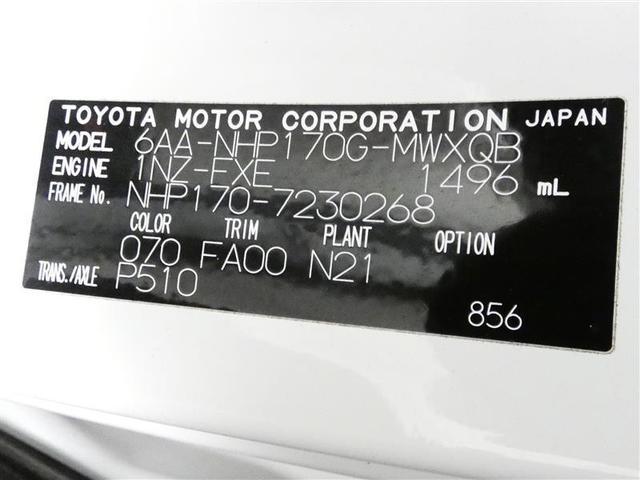 TOYOTA MOTOR CORPORATION JAPAN
MODEL 6AA-NHP170G-MWXQB
ENGINE 1NZ-FXE 1496 mL
FRAME No. NHP170-7230268
COLOR TRIM PLANT OPTION
070 FA00 N21
TRANS./AXLE P510
856